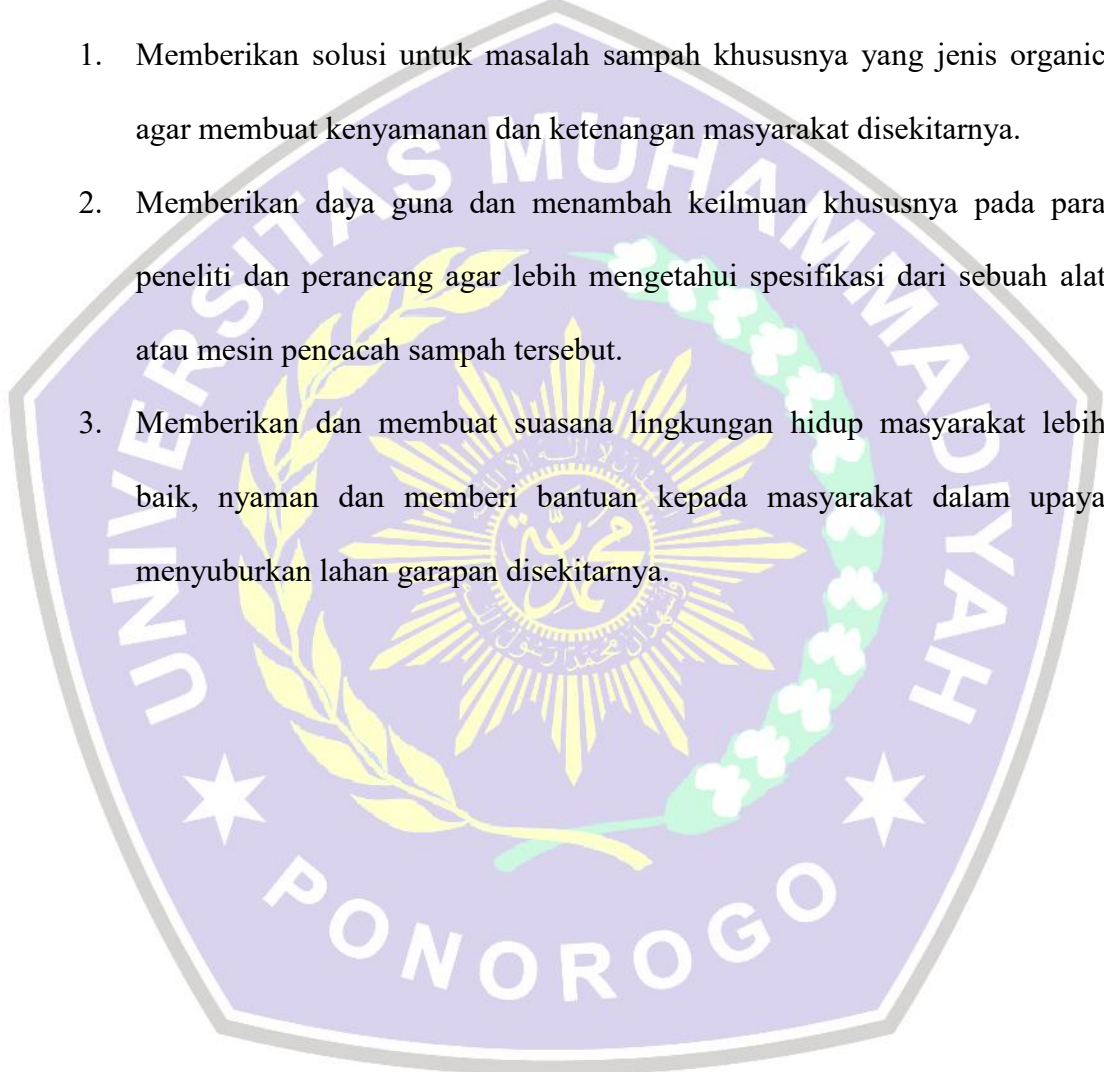 1. Memberikan solusi untuk masalah sampah khususnya yang jenis organic
agar membuat kenyamanan dan ketenangan masyarakat disekitarnya.
2. Memberikan daya guna dan menambah keilmuan khususnya pada para
peneliti dan perancang agar lebih mengetahui spesifikasi dari sebuah alat
atau mesin pencacah sampah tersebut.
3. Memberikan dan membuat suasana lingkungan hidup masyarakat lebih
baik, nyaman dan memberi bantuan kepada masyarakat dalam upaya
menyuburkan lahan garapan disekitarnya.
UNIVERSITAS MUHAMMADIYAH
PONOROGO